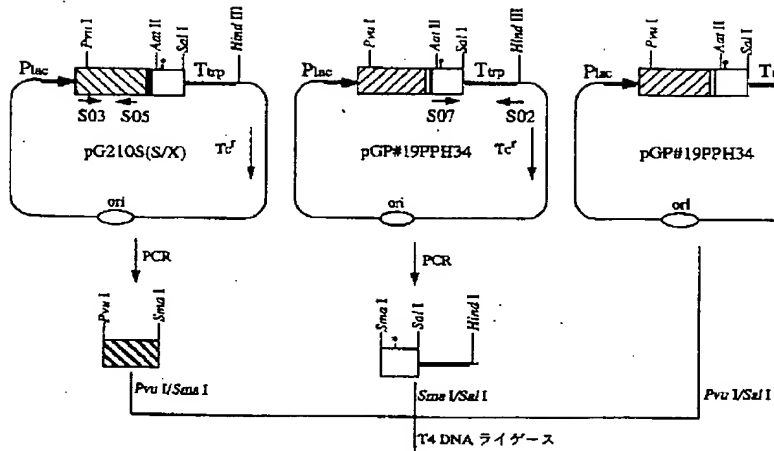 Pvu I
Aat II
Sal I
Hind III
Pvu I
Aat II
Sal I
Hind III
Pvu I
Aat II
Sal I
Plac
Ttrp
Plac
Ttrp
Plac
S03
S05
S07
S02
pG210S(S/X)
Tcr
pGP#19PPH34
Tcr
pGP#19PPH34
ori
ori
ori
PCR
PCR
Pvu I
Sma I
Sma I
Sal I
Hind I
Pvu I/Sma I
Sma I/Sal I
Pvu I/Sal I
T4 DNA ライゲース